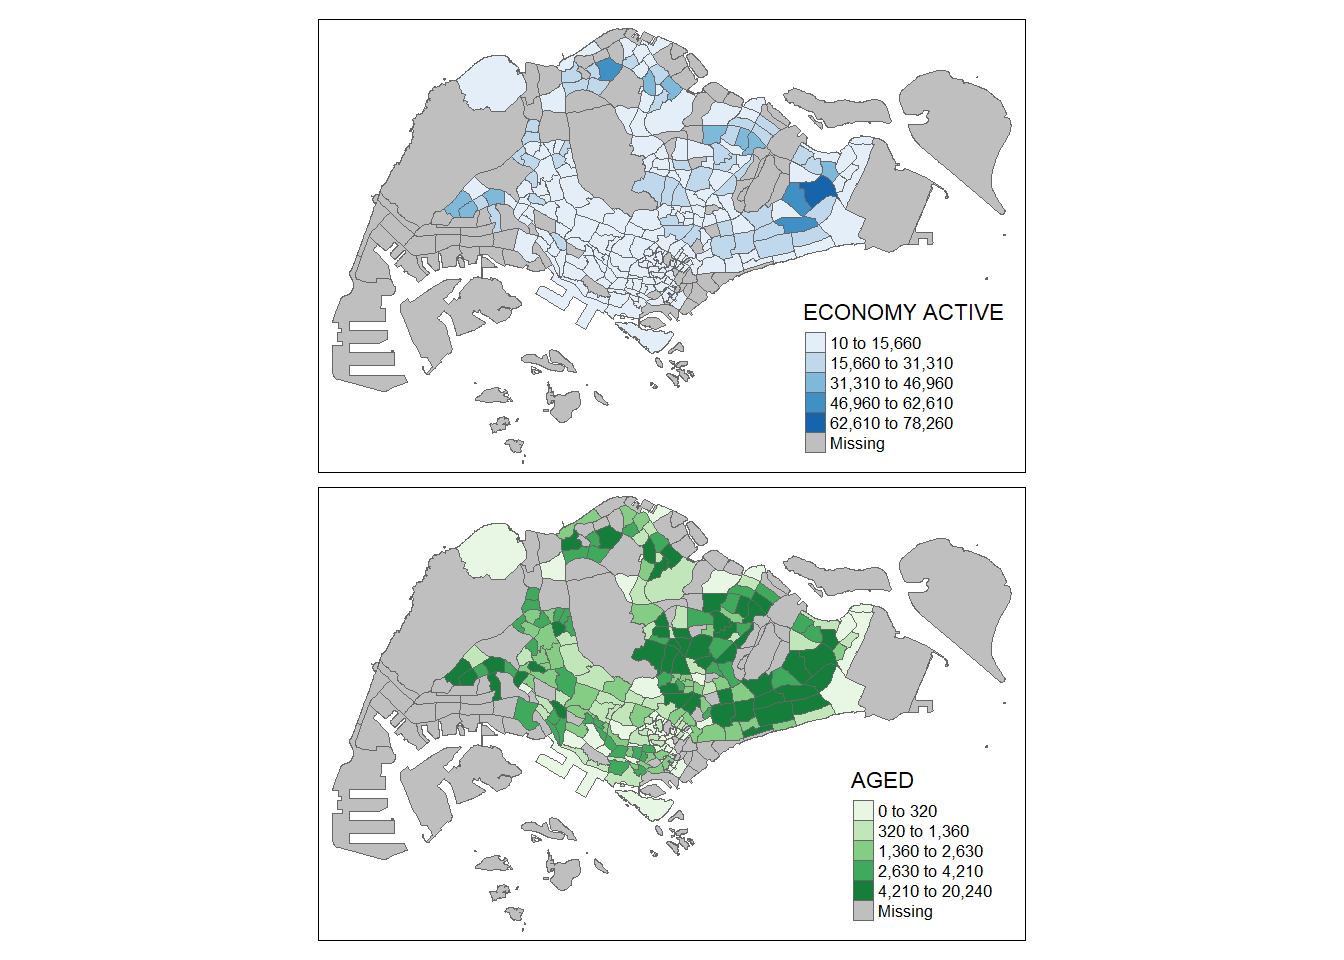 ECONOMY ACTIVE
10 to 15,660
15,660 to 31,310
31,310 to 46,960
46,960 to 62,610
62,610 to 78,260
Missing
AGED
0 to 320
320 to 1,360
1,360 to 2,630
2,630 to 4,210
4,210 to 20,240
Missing